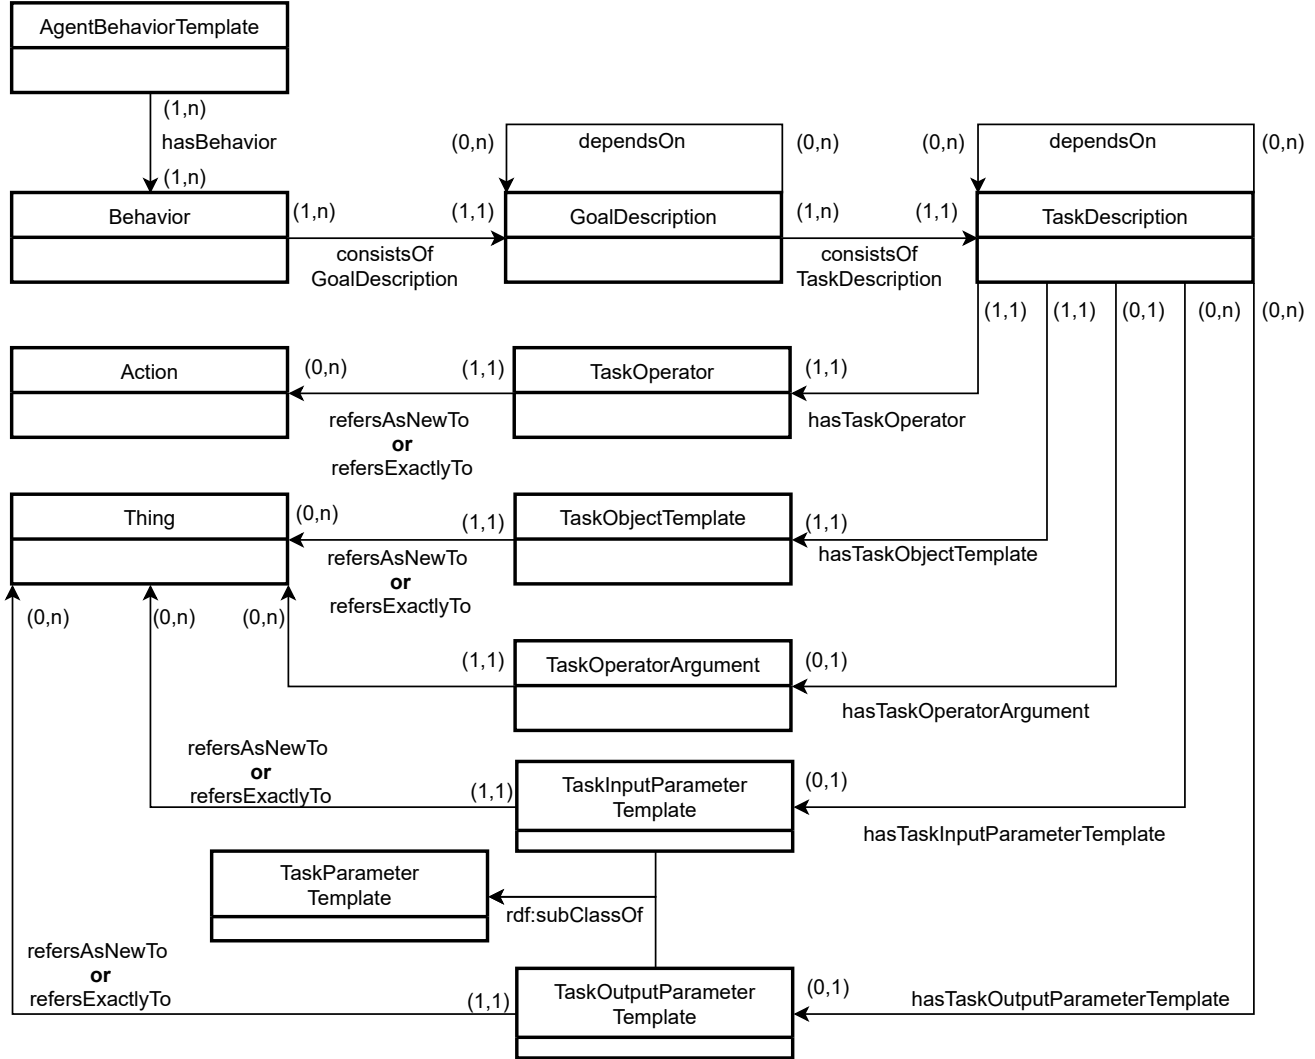 AgentBehaviorTemplate
(1,n)
hasBehavior
(1,n)
(0,n)
dependsOn
(0,n)
(0,n)
dependsOn
(0,n)
Behavior
(1,n)
(1,1)
GoalDescription
(1,n)
(1,1)
TaskDescription
consistsOf
GoalDescription
consistsOf
TaskDescription
(1,1)
(1,1)
(0,1)
(0,n)
(0,n)
Action
(0,n)
(1,1)
TaskOperator
(1,1)
refersAsNewTo
or
refersExactlyTo
hasTaskOperator
Thing
(0,n)
(1,1)
TaskObjectTemplate
(1,1)
refersAsNewTo
or
refersExactlyTo
hasTaskObjectTemplate
(0,n)
(0,n)
(0,n)
(1,1)
TaskOperatorArgument
(0,1)
hasTaskOperatorArgument
refersAsNewTo
or
refersExactlyTo
(1,1)
TaskInputParameter
Template
(0,1)
hasTaskInputParameterTemplate
TaskParameter
Template
rdf:subClassOf
refersAsNewTo
or
refersExactlyTo
(1,1)
TaskOutputParameter
Template
(0,1)
hasTaskOutputParameterTemplate